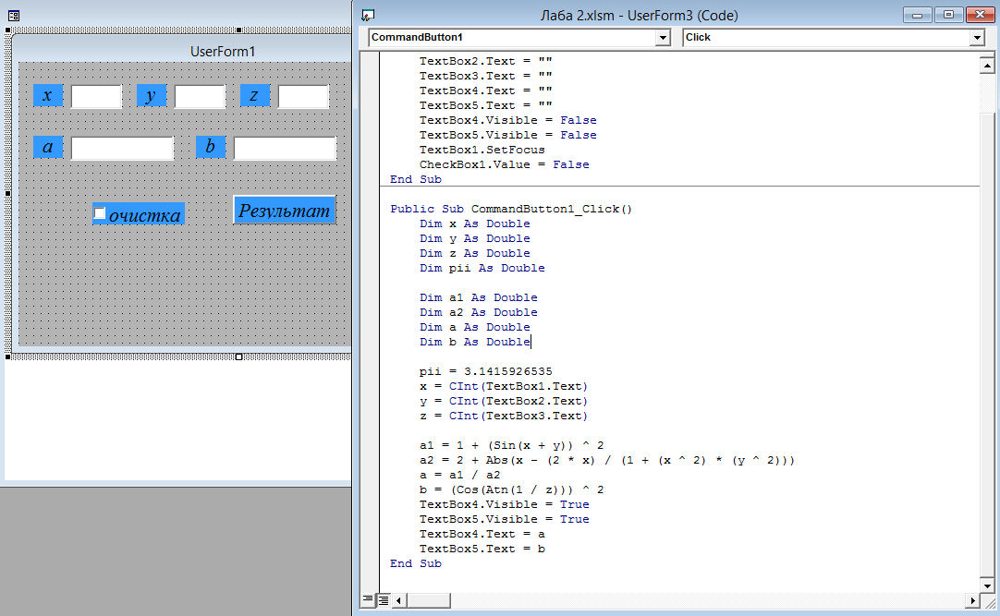 UserForm1
x y z
a b
очистка Результат
Лаба 2.xlsm - UserForm3 (Code)
CommandButton1 Click
TextBox2.Text = ""
TextBox3.Text = ""
TextBox4.Text = ""
TextBox5.Text = ""
TextBox4.Visible = False
TextBox5.Visible = False
TextBox1.SetFocus
CheckBox1.Value = False
End Sub
Public Sub CommandButton1_Click()
Dim x As Double
Dim y As Double
Dim z As Double
Dim pii As Double
Dim a1 As Double
Dim a2 As Double
Dim a As Double
Dim b As Double
pii = 3.1415926535
x = CInt(TextBox1.Text)
y = CInt(TextBox2.Text)
z = CInt(TextBox3.Text)
a1 = 1 + (Sin(x + y)) ^ 2
a2 = 2 + Abs(x - (2 * x) / (1 + (x ^ 2) * (y ^ 2)))
a = a1 / a2
b = (Cos(Atn(1 / z))) ^ 2
TextBox4.Visible = True
TextBox5.Visible = True
TextBox4.Text = a
TextBox5.Text = b
End Sub